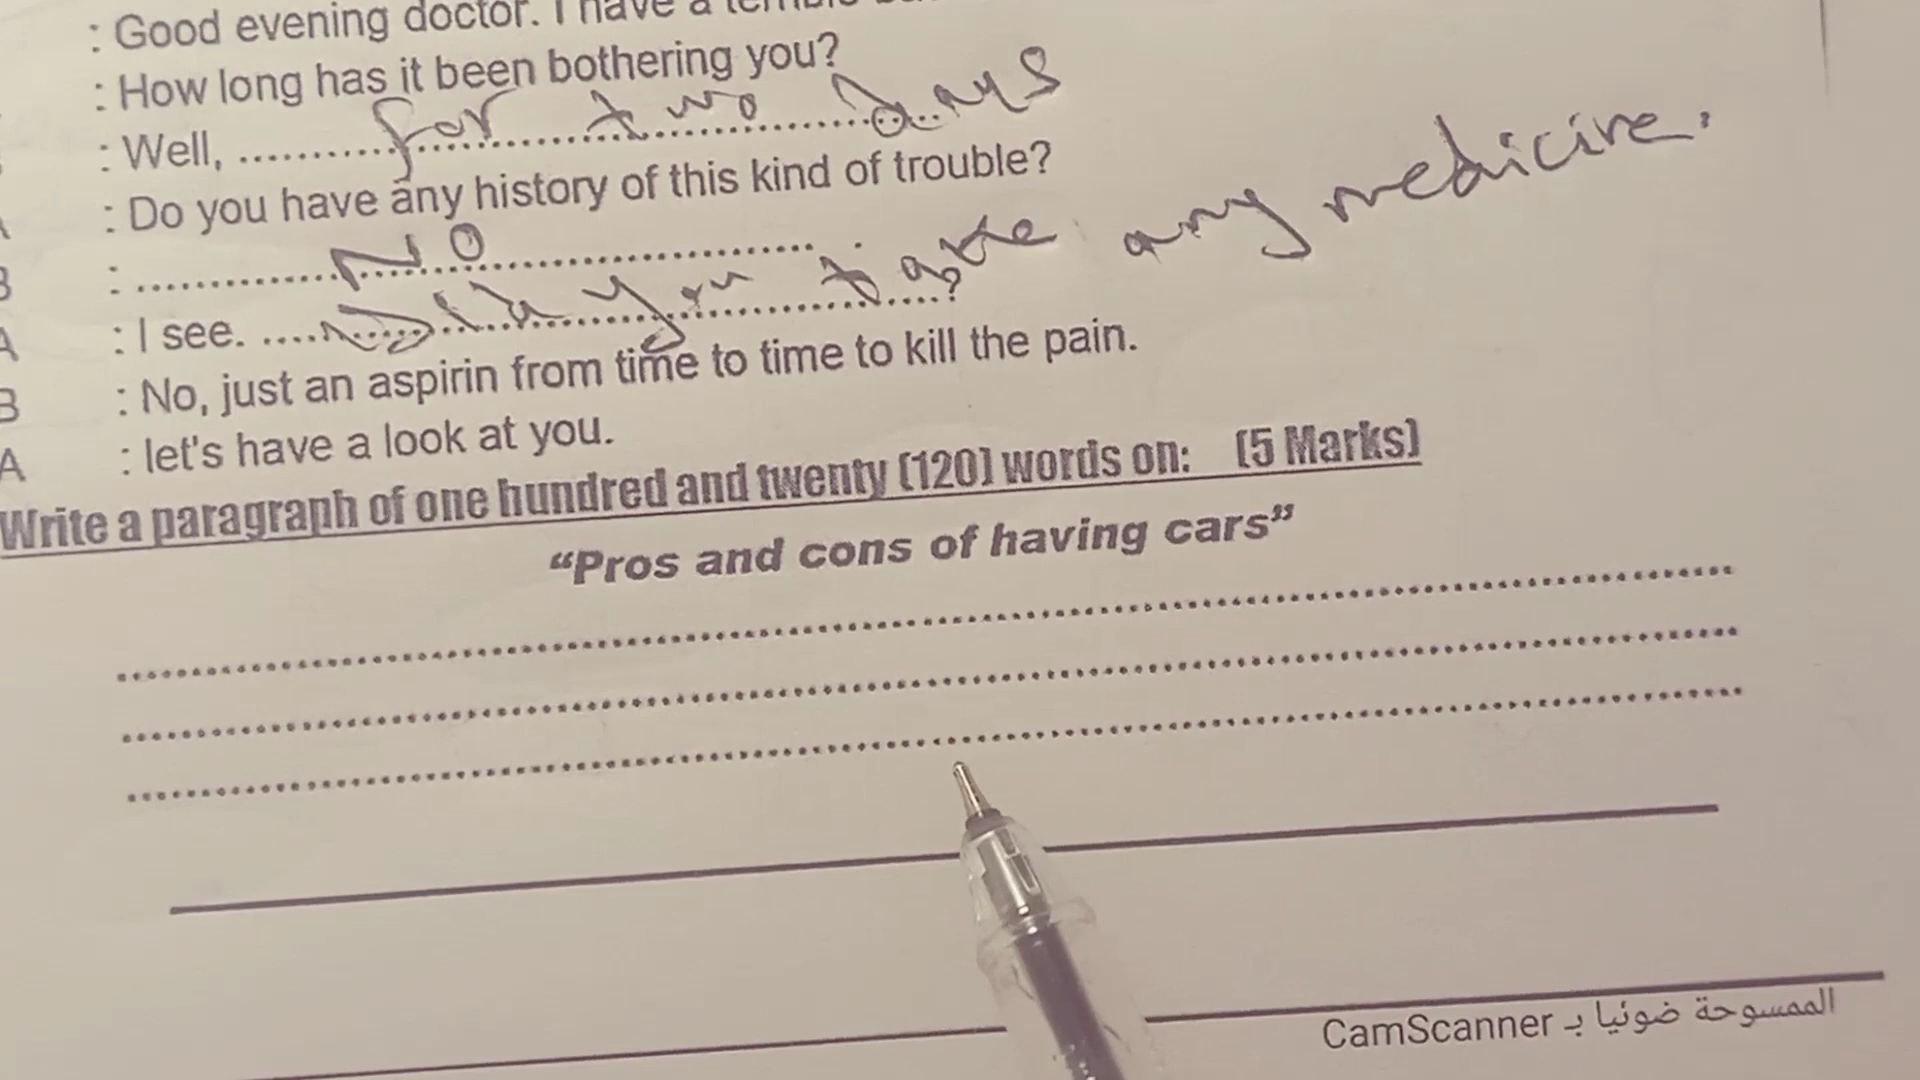 : Good evening doctor. I have a terrible
: How long has it been bothering you?
: Well, .......... for two days
: Do you have any history of this kind of trouble?
B : .......... No ..........
A : I see. .......... Did you take any medicine. ..........?
B : No, just an aspirin from time to time to kill the pain.
A : let's have a look at you.
Write a paragraph of one hundred and twenty (120) words on: (5 Marks)
“Pros and cons of having cars”
الممسوحة ضوئيا بـ CamScanner